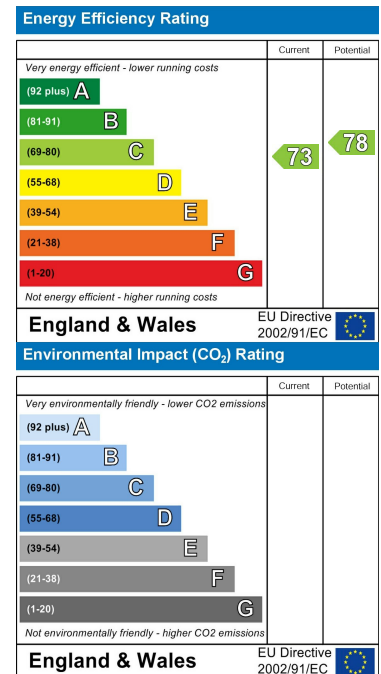 Energy Efficiency Rating
Current Potential
Very energy efficient - lower running costs
(92 plus) A
(81-91) B
(69-80) C
(55-68) D
(39-54) E
(21-38) F
(1-20) G
73
78
Not energy efficient - higher running costs
England & Wales
EU Directive
2002/91/EC
Environmental Impact (CO₂) Rating
Current Potential
Very environmentally friendly - lower CO2 emissions
(92 plus) A
(81-91) B
(69-80) C
(55-68) D
(39-54) E
(21-38) F
(1-20) G
Not environmentally friendly - higher CO2 emissions
England & Wales
EU Directive
2002/91/EC